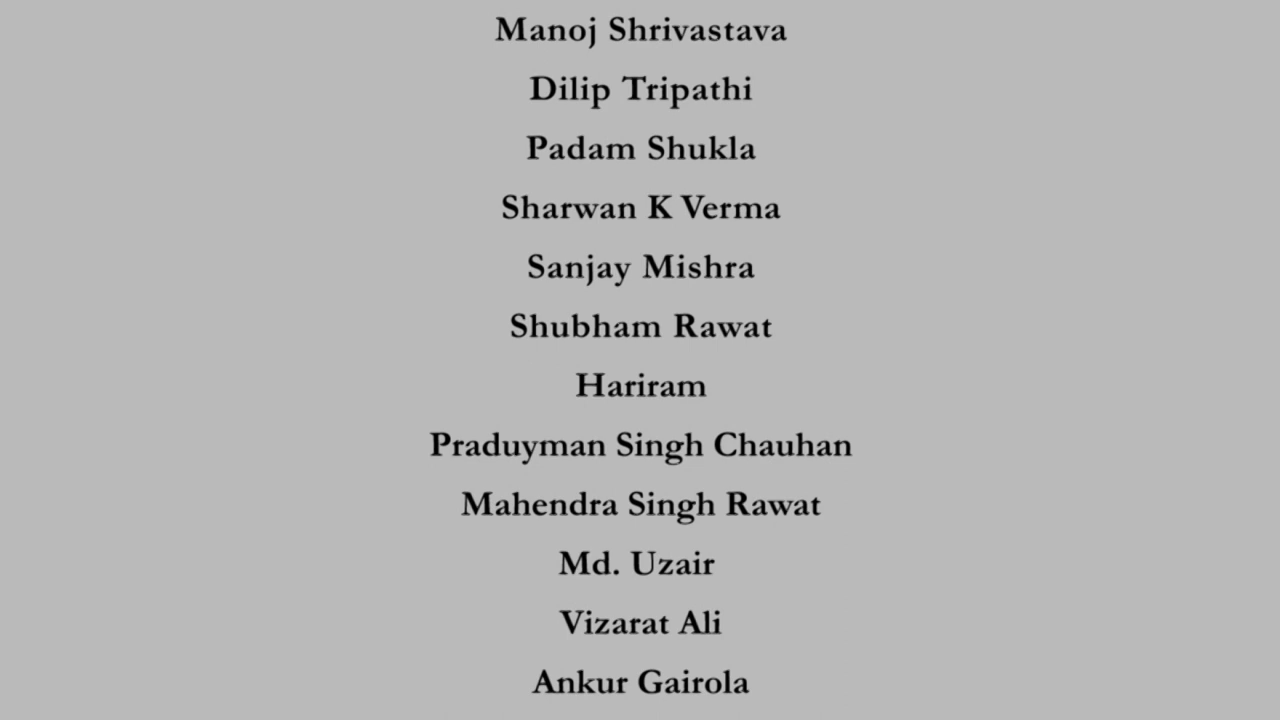 Manoj Shrivastava
Dilip Tripathi
Padam Shukla
Sharwan K Verma
Sanjay Mishra
Shubham Rawat
Hariram
Praduyman Singh Chauhan
Mahendra Singh Rawat
Md. Uzair
Vizarat Ali
Ankur Gairola